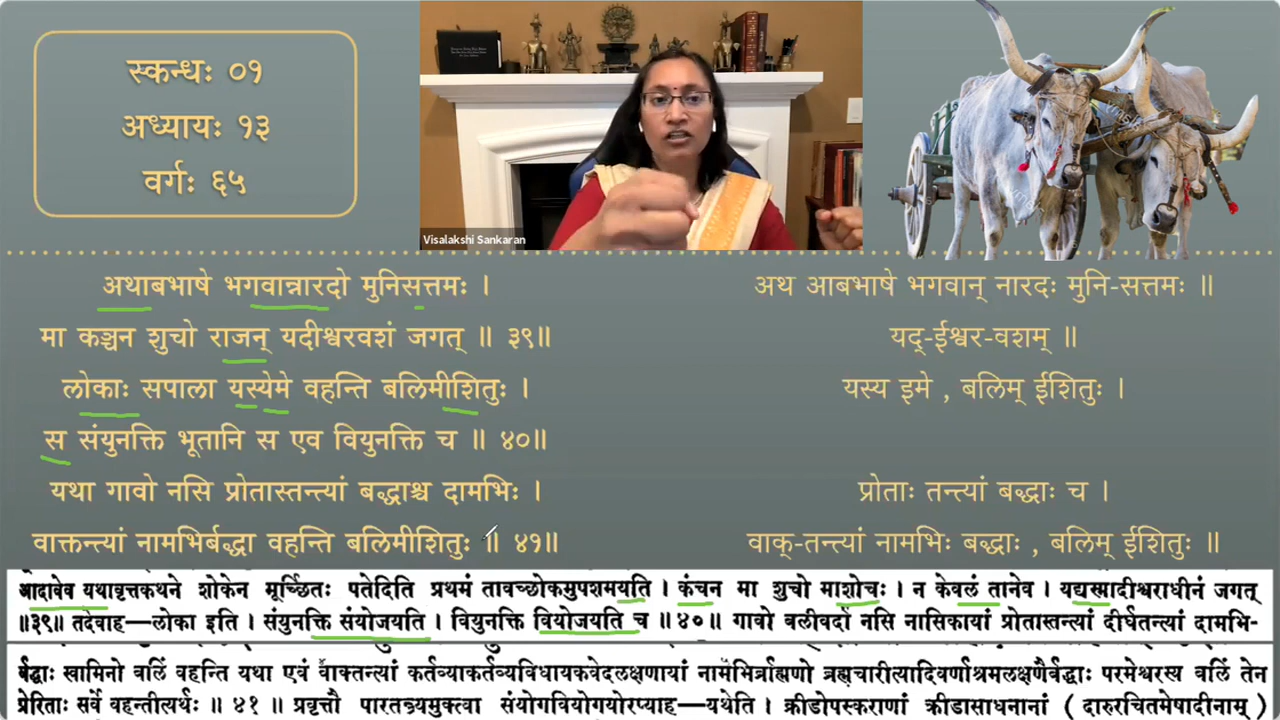 स्कन्धः ०१
अध्यायः १३
वर्गः ६५
Visalakshi Sankaran
अथाबभाषे भगवान्नारदो मुनिसत्तमः ।
अथ आबभाषे भगवान् नारदः मुनि-सत्तमः ॥
मा कञ्चन शुचो राजन् यदीश्वरवशं जगत् ॥ ३९॥
यद्-ईश्वर-वशम् ॥
लोकाः सपाला यस्येमे वहन्ति बलिमीशितुः ।
यस्य इमे , बलिम् ईशितुः ।
स संयुनक्ति भूतानि स एव वियुनक्ति च ॥ ४०॥
यथा गावो नसि प्रोतास्तन्त्यां बद्धाश्च दामभिः ।
प्रोताः तन्त्यां बद्धाः च ।
वाक्तन्त्यां नामभिर्बद्धा वहन्ति बलिमीशितुः ॥ ४१॥
वाक्-तन्त्यां नामभिः बद्धाः , बलिम् ईशितुः ॥
आदावेव यथावृत्तकथने शोकेन मूर्च्छितः पतेदिति प्रथमं तावच्छोकमुपशमयति । कंचन मा शुचो माशोचः । न केवलं तानेव । यद्यस्मादीश्वराधीनं जगत्
॥३९॥ तदेवाह—लोका इति । संयुनक्ति संयोजयति । वियुनक्ति वियोजयति च ॥ ४० ॥ गावो बलीवर्दा नसि नासिकायां प्रोतास्तन्त्यां दीर्घतन्त्यां दामभि-
र्बद्धाः स्वामिनो बलिं वहन्ति यथा एवं वाक्तन्त्यां कर्तव्याकर्तव्यविधायकवेदलक्षणायां नामभिर्ब्राह्मणो ब्रह्मचारीत्यादिवर्णाश्रमलक्षणैर्बद्धाः परमेश्वरस्य बलिं तेन
प्रेरिताः सर्वे वहन्तीत्यर्थः ॥ ४१ ॥ प्रवृत्तौ पारतन्त्र्यमुक्त्वा संयोगवियोगयोरप्याह—यथेति । क्रीडोपस्कराणां क्रीडासाधनानां ( दारुरचितमेषादीनाम् )